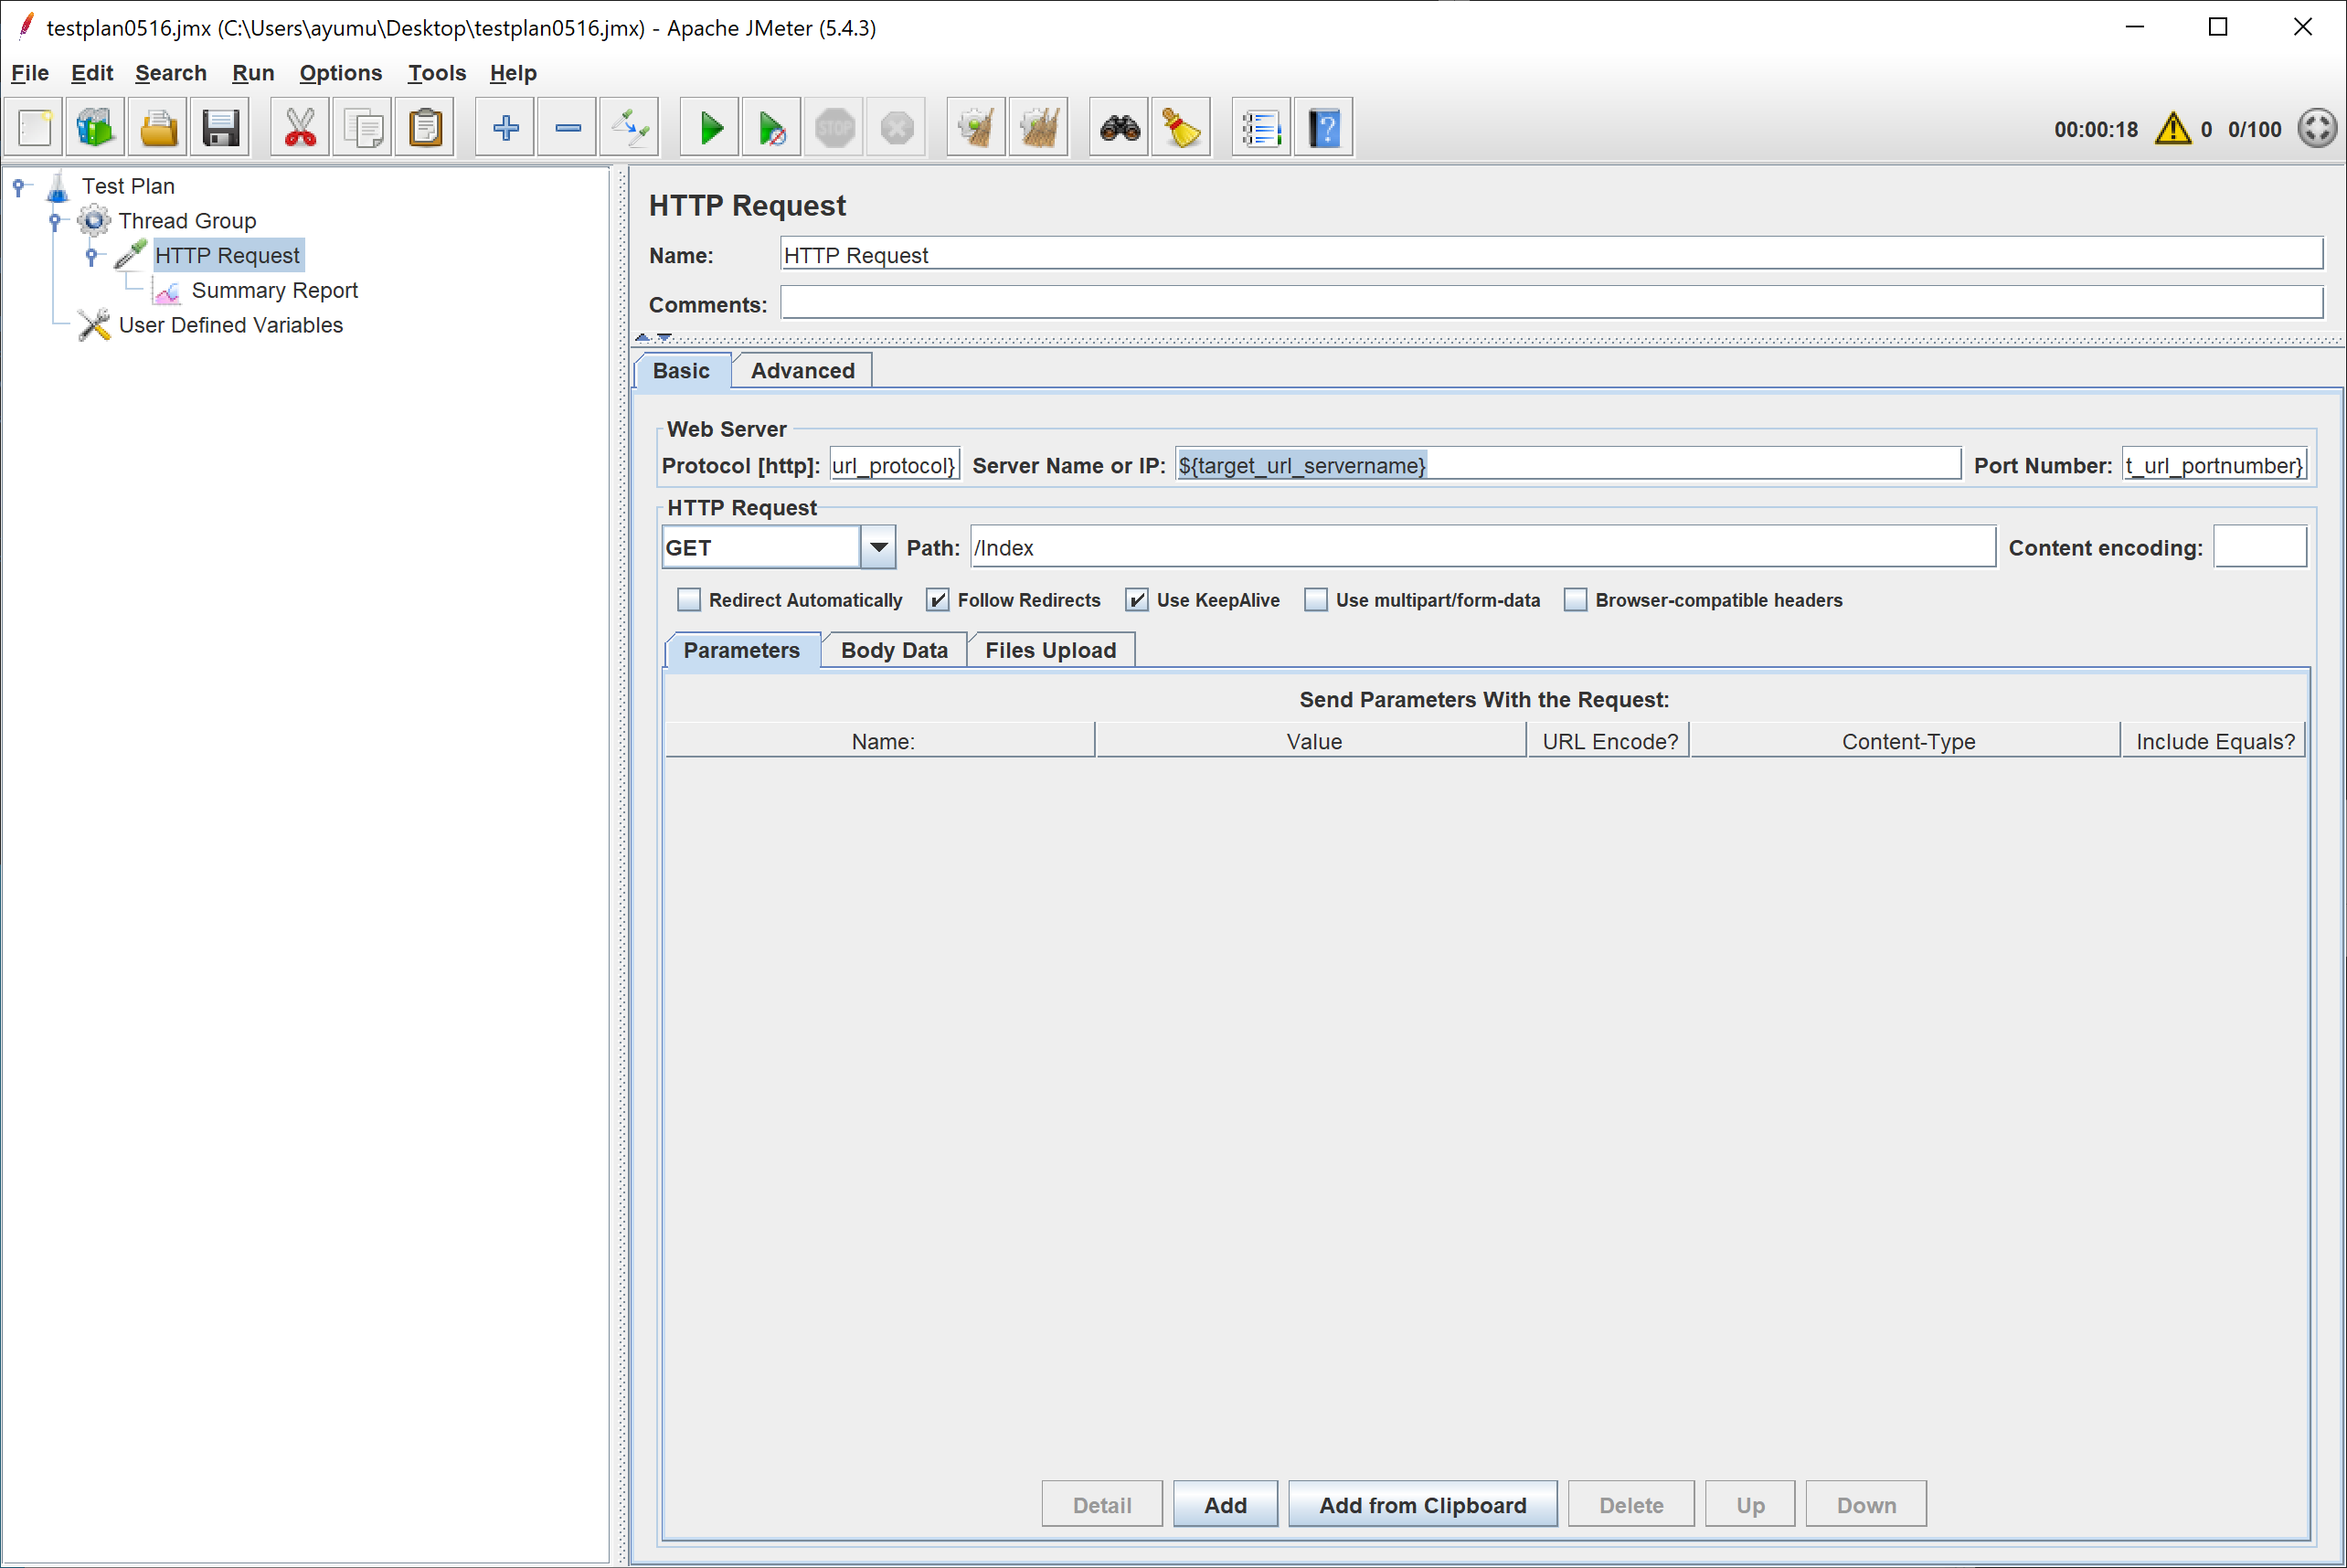 testplan0516.jmx (C:\Users\ayumu\Desktop\testplan0516.jmx) - Apache JMeter (5.4.3)
File Edit Search Run Options Tools Help
STOP
00:00:18 0 0/100
Test Plan
Thread Group
HTTP Request
Summary Report
User Defined Variables
HTTP Request
Name: HTTP Request
Comments:
Basic Advanced
Web Server
Protocol [http]: url_protocol} Server Name or IP: ${target_url_servername} Port Number: t_url_portnumber}
HTTP Request
GET Path: /Index Content encoding:
Redirect Automatically Follow Redirects Use KeepAlive Use multipart/form-data Browser-compatible headers
Parameters Body Data Files Upload
Send Parameters With the Request:
Name: Value URL Encode? Content-Type Include Equals?
Detail Add Add from Clipboard Delete Up Down